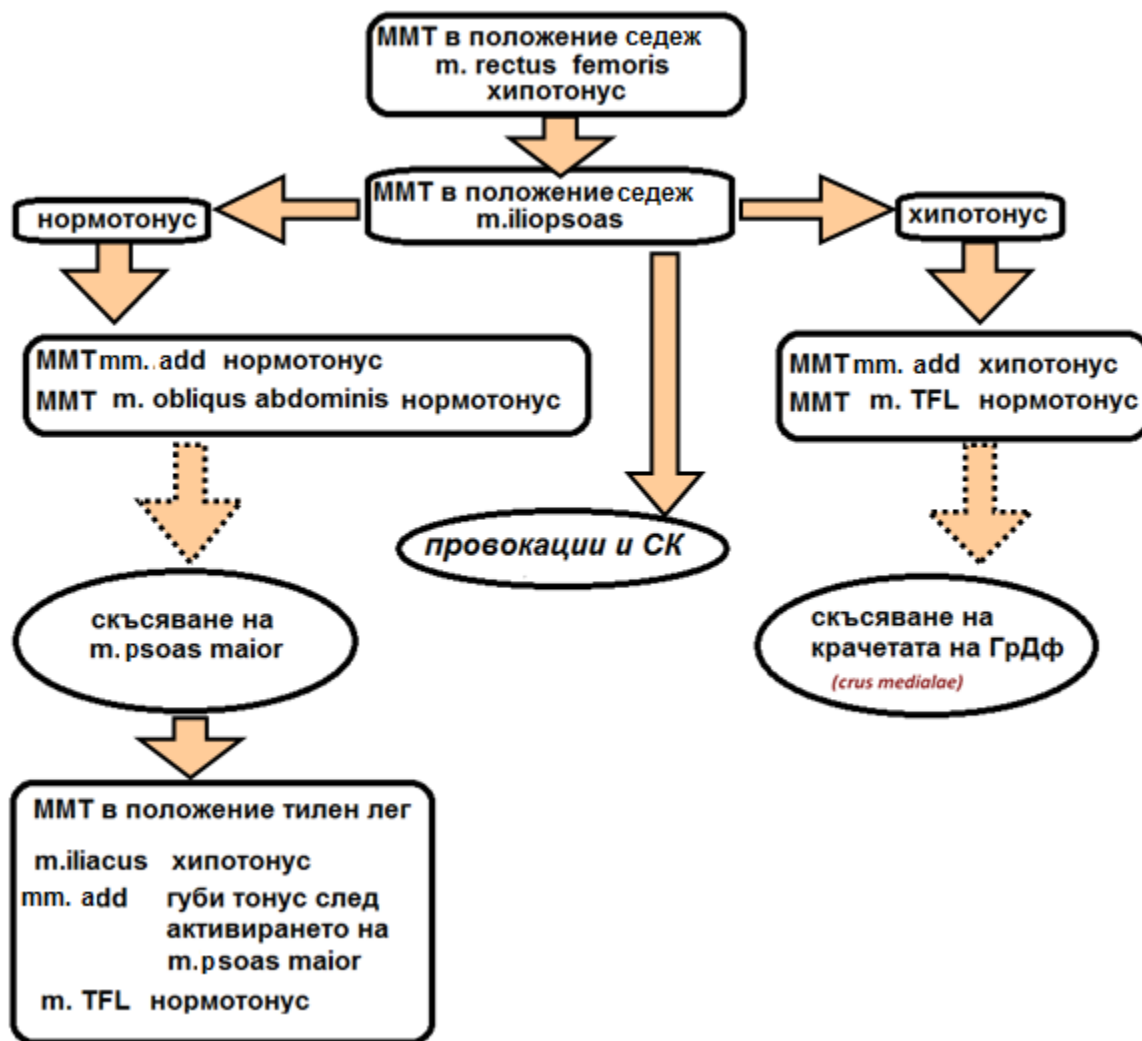 ММТ в положение седеж
m. rectus femoris
хипотонус
ММТ в положение седеж
m.iliopsoas
нормотонус
хипотонус
ММТ mm. add нормотонус
ММТ m. obliqus abdominis нормотонус
ММТ mm. add хипотонус
ММТ m. TFL нормотонус
провокации и СК
скъсяване на
m.psoas maior
скъсяване на
крачетата на ГрДф
(crus medialae)
ММТ в положение тилен лег
m.iliacus хипотонус
mm. add губи тонус след
активирането на
m.psoas maior
m. TFL нормотонус